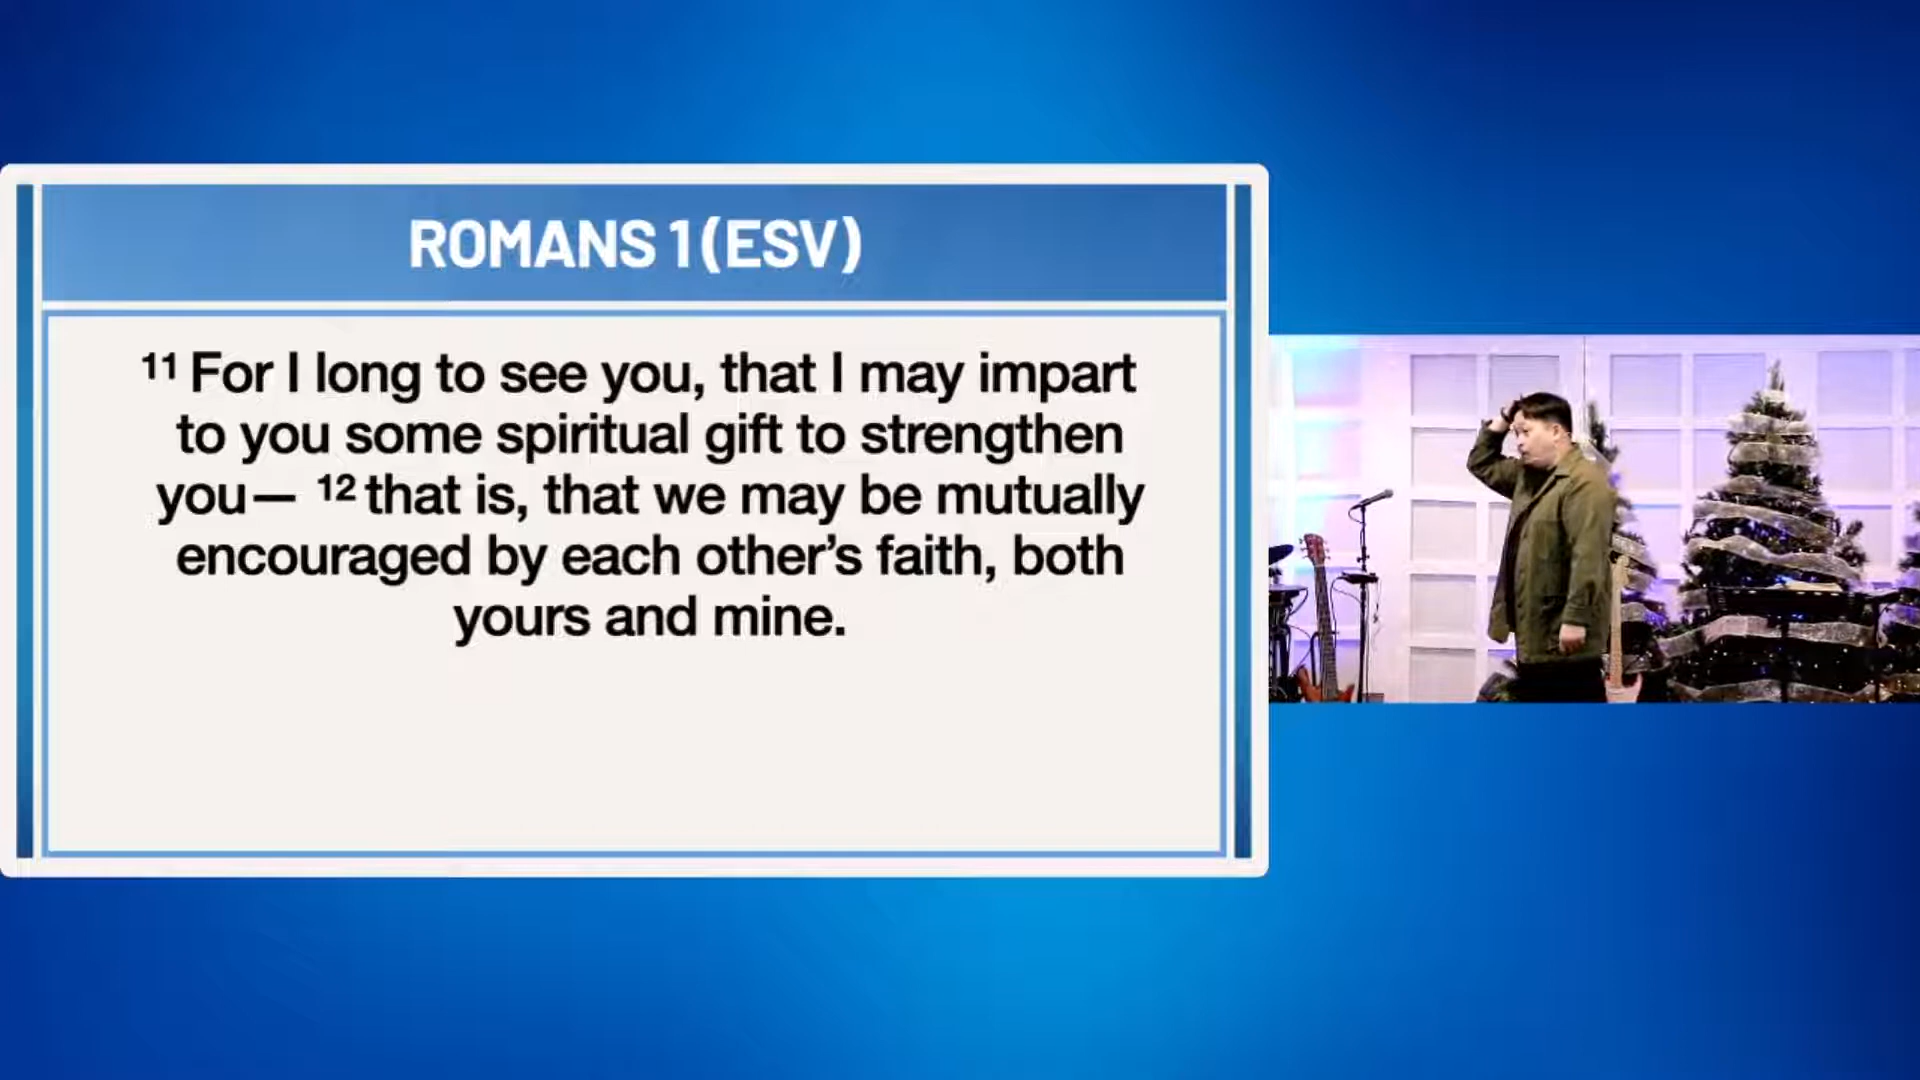 ROMANS 1 (ESV)
¹¹ For I long to see you, that I may impart
to you some spiritual gift to strengthen
you— ¹² that is, that we may be mutually
encouraged by each other’s faith, both
yours and mine.